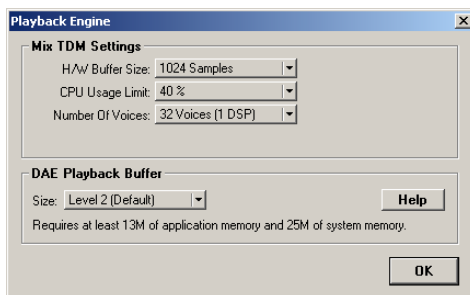 Playback Engine
Mix TDM Settings
H/W Buffer Size: 1024 Samples
CPU Usage Limit: 40 %
Number Of Voices: 32 Voices (1 DSP)
DAE Playback Buffer
Size: Level 2 (Default) Help
Requires at least 13M of application memory and 25M of system memory.
OK